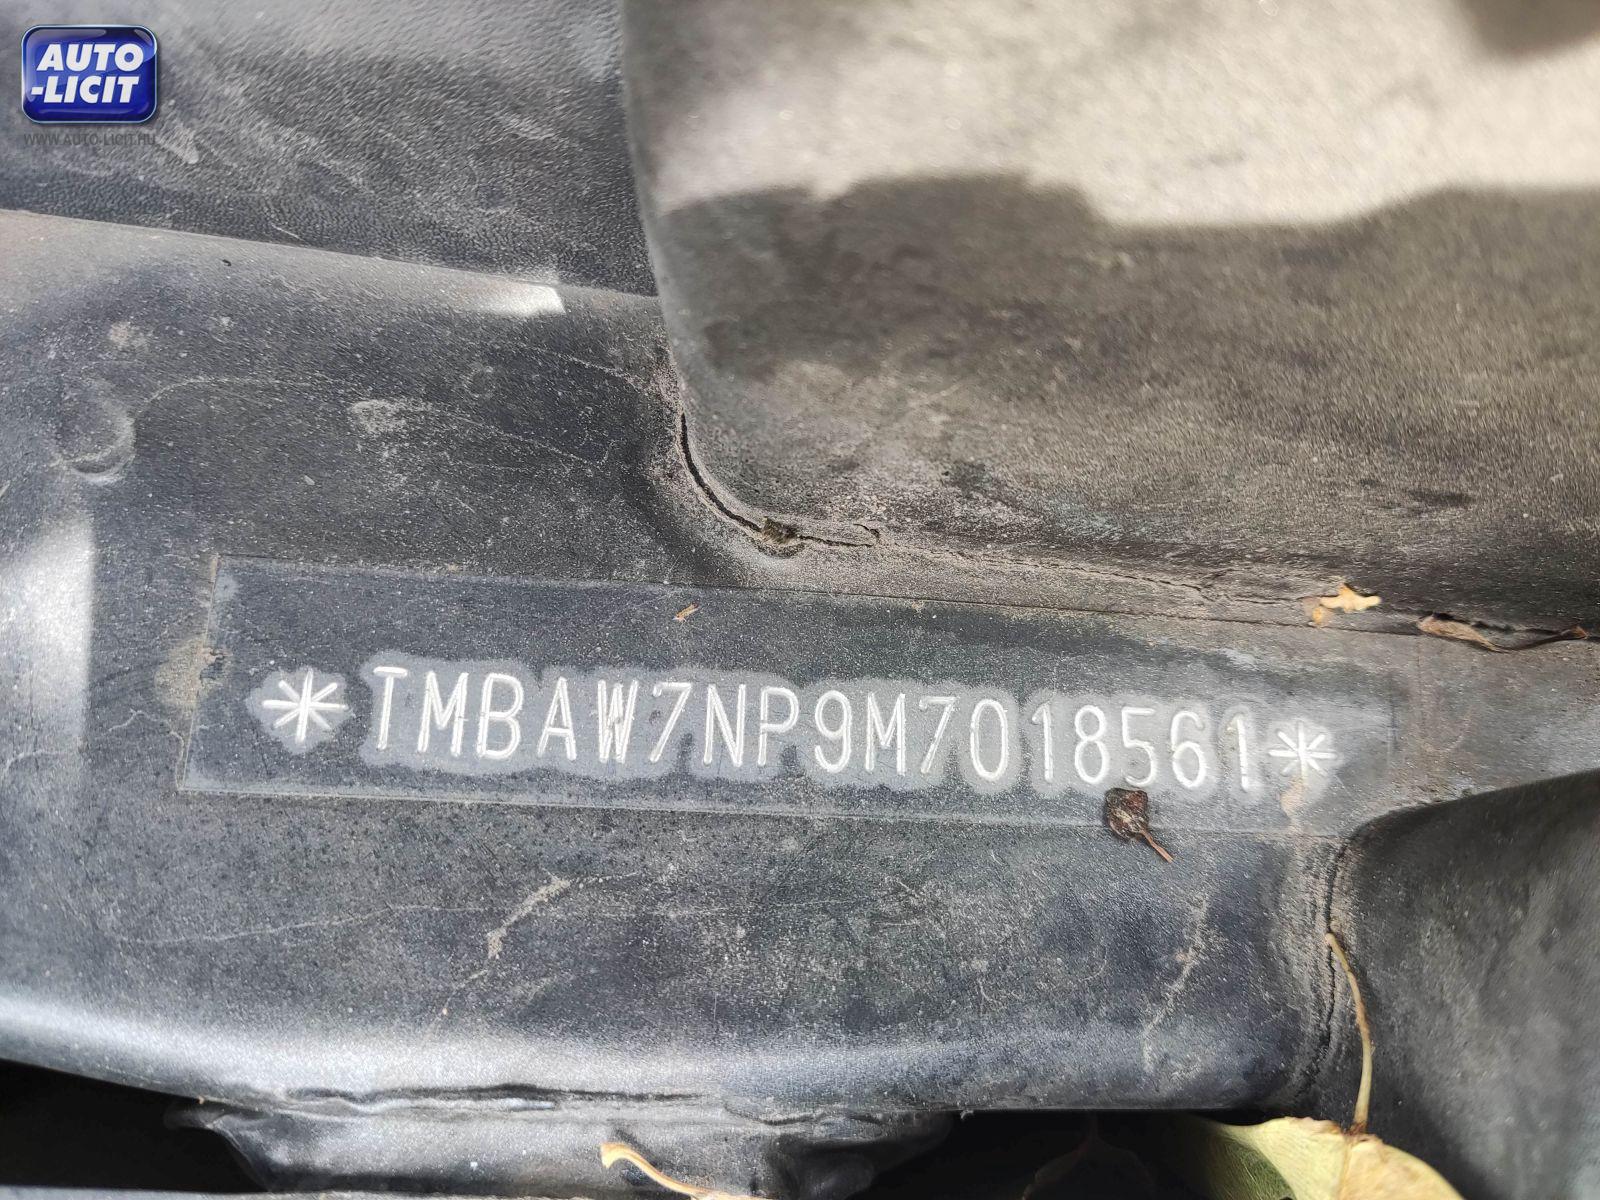 AUTO
-LICIT
WWW.AUTO-LICIT.HU
*TMBAW7NP9M7018561*